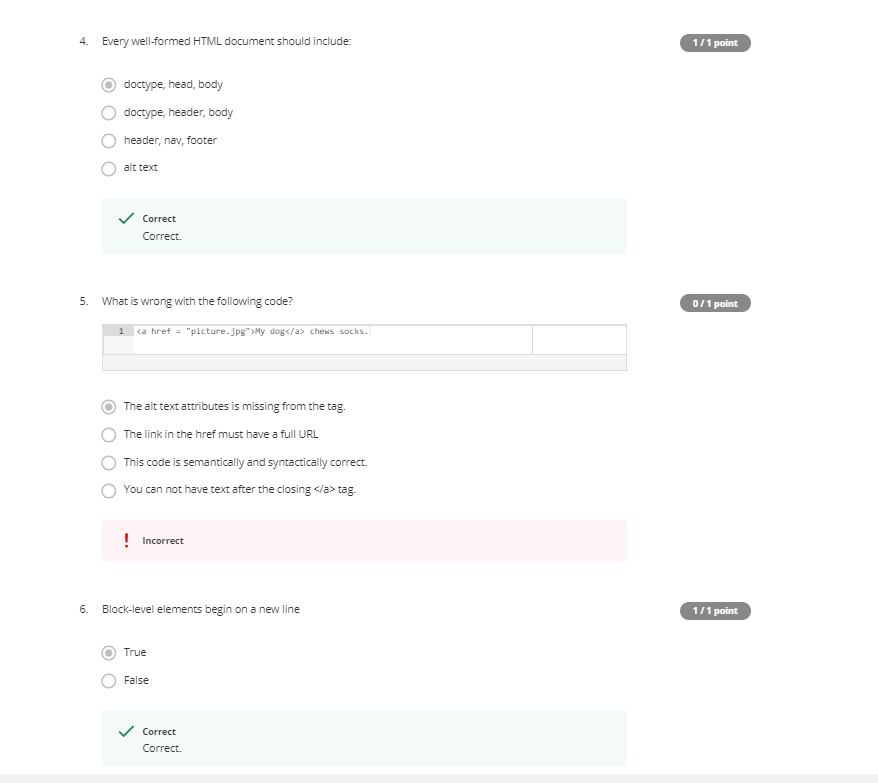 4. Every well-formed HTML document should include:
1 / 1 point
doctype, head, body
doctype, header, body
header, nav, footer
alt text
Correct
Correct.
5. What is wrong with the following code?
0 / 1 point
1 <a href = "picture.jpg">My dog</a> chews socks.
The alt text attributes is missing from the tag.
The link in the href must have a full URL
This code is semantically and syntactically correct.
You can not have text after the closing </a> tag.
! Incorrect
6. Block-level elements begin on a new line
1 / 1 point
True
False
Correct
Correct.